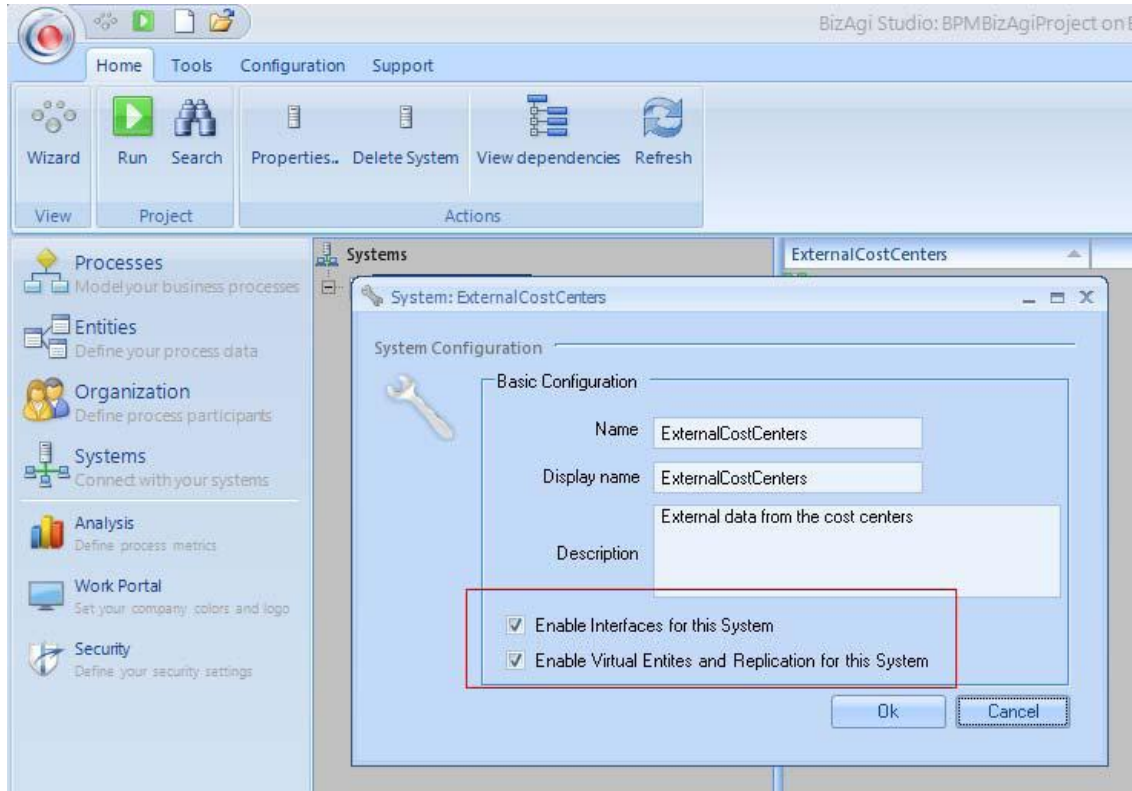 BizAgi Studio: BPMBizAgiProject on
Home Tools Configuration Support
Wizard Run Search Properties.. Delete System View dependencies Refresh
View Project Actions
Processes
Model your business processes
Entities
Define your process data
Organization
Define process participants
Systems
Connect with your systems
Analysis
Define process metrics
Work Portal
Set your company colors and logo
Security
Define your security settings
Systems
ExternalCostCenters
System: ExternalCostCenters
System Configuration
Basic Configuration
Name ExternalCostCenters
Display name ExternalCostCenters
Description External data from the cost centers
Enable Interfaces for this System
Enable Virtual Entites and Replication for this System
Ok Cancel